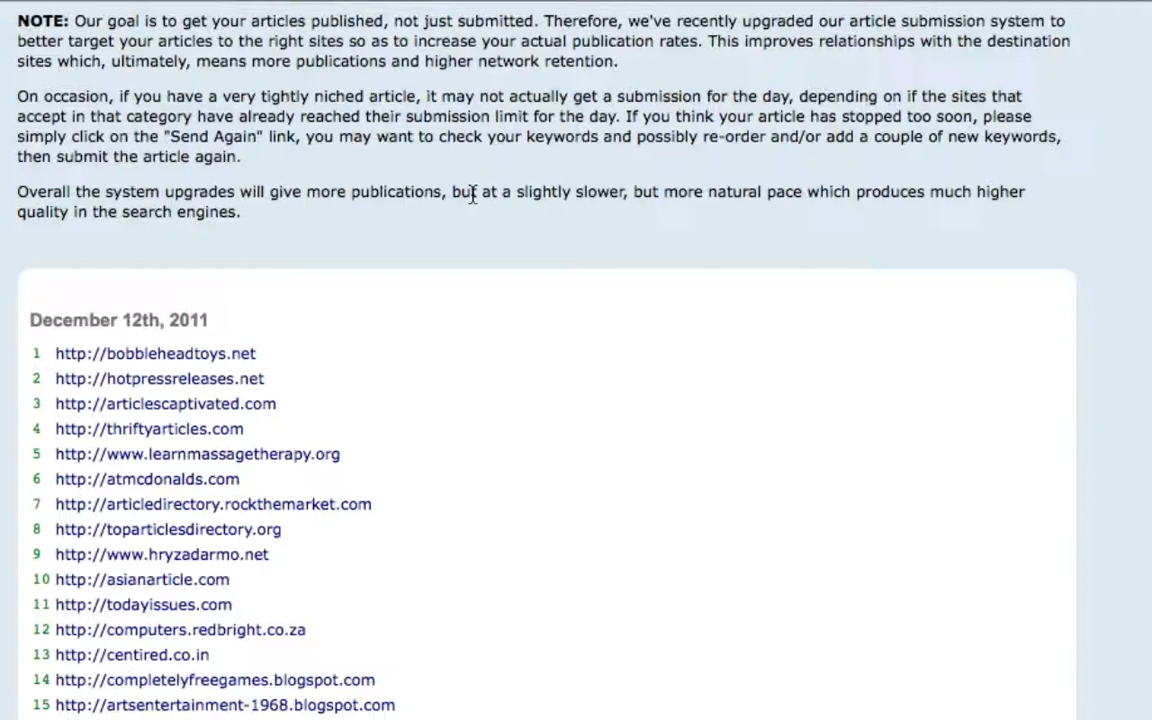 NOTE: Our goal is to get your articles published, not just submitted. Therefore, we've recently upgraded our article submission system to
better target your articles to the right sites so as to increase your actual publication rates. This improves relationships with the destination
sites which, ultimately, means more publications and higher network retention.
On occasion, if you have a very tightly niched article, it may not actually get a submission for the day, depending on if the sites that
accept in that category have already reached their submission limit for the day. If you think your article has stopped too soon, please
simply click on the "Send Again" link, you may want to check your keywords and possibly re-order and/or add a couple of new keywords,
then submit the article again.
Overall the system upgrades will give more publications, but at a slightly slower, but more natural pace which produces much higher
quality in the search engines.
December 12th, 2011
1 http://bobbleheadtoys.net
2 http://hotpressreleases.net
3 http://articlescaptivated.com
4 http://thriftyarticles.com
5 http://www.learnmassagetherapy.org
6 http://atmcdonalds.com
7 http://articledirectory.rockthemarket.com
8 http://toparticlesdirectory.org
9 http://www.hryzadarmo.net
10 http://asianarticle.com
11 http://todayissues.com
12 http://computers.redbright.co.za
13 http://centired.co.in
14 http://completelyfreegames.blogspot.com
15 http://artsentertainment-1968.blogspot.com